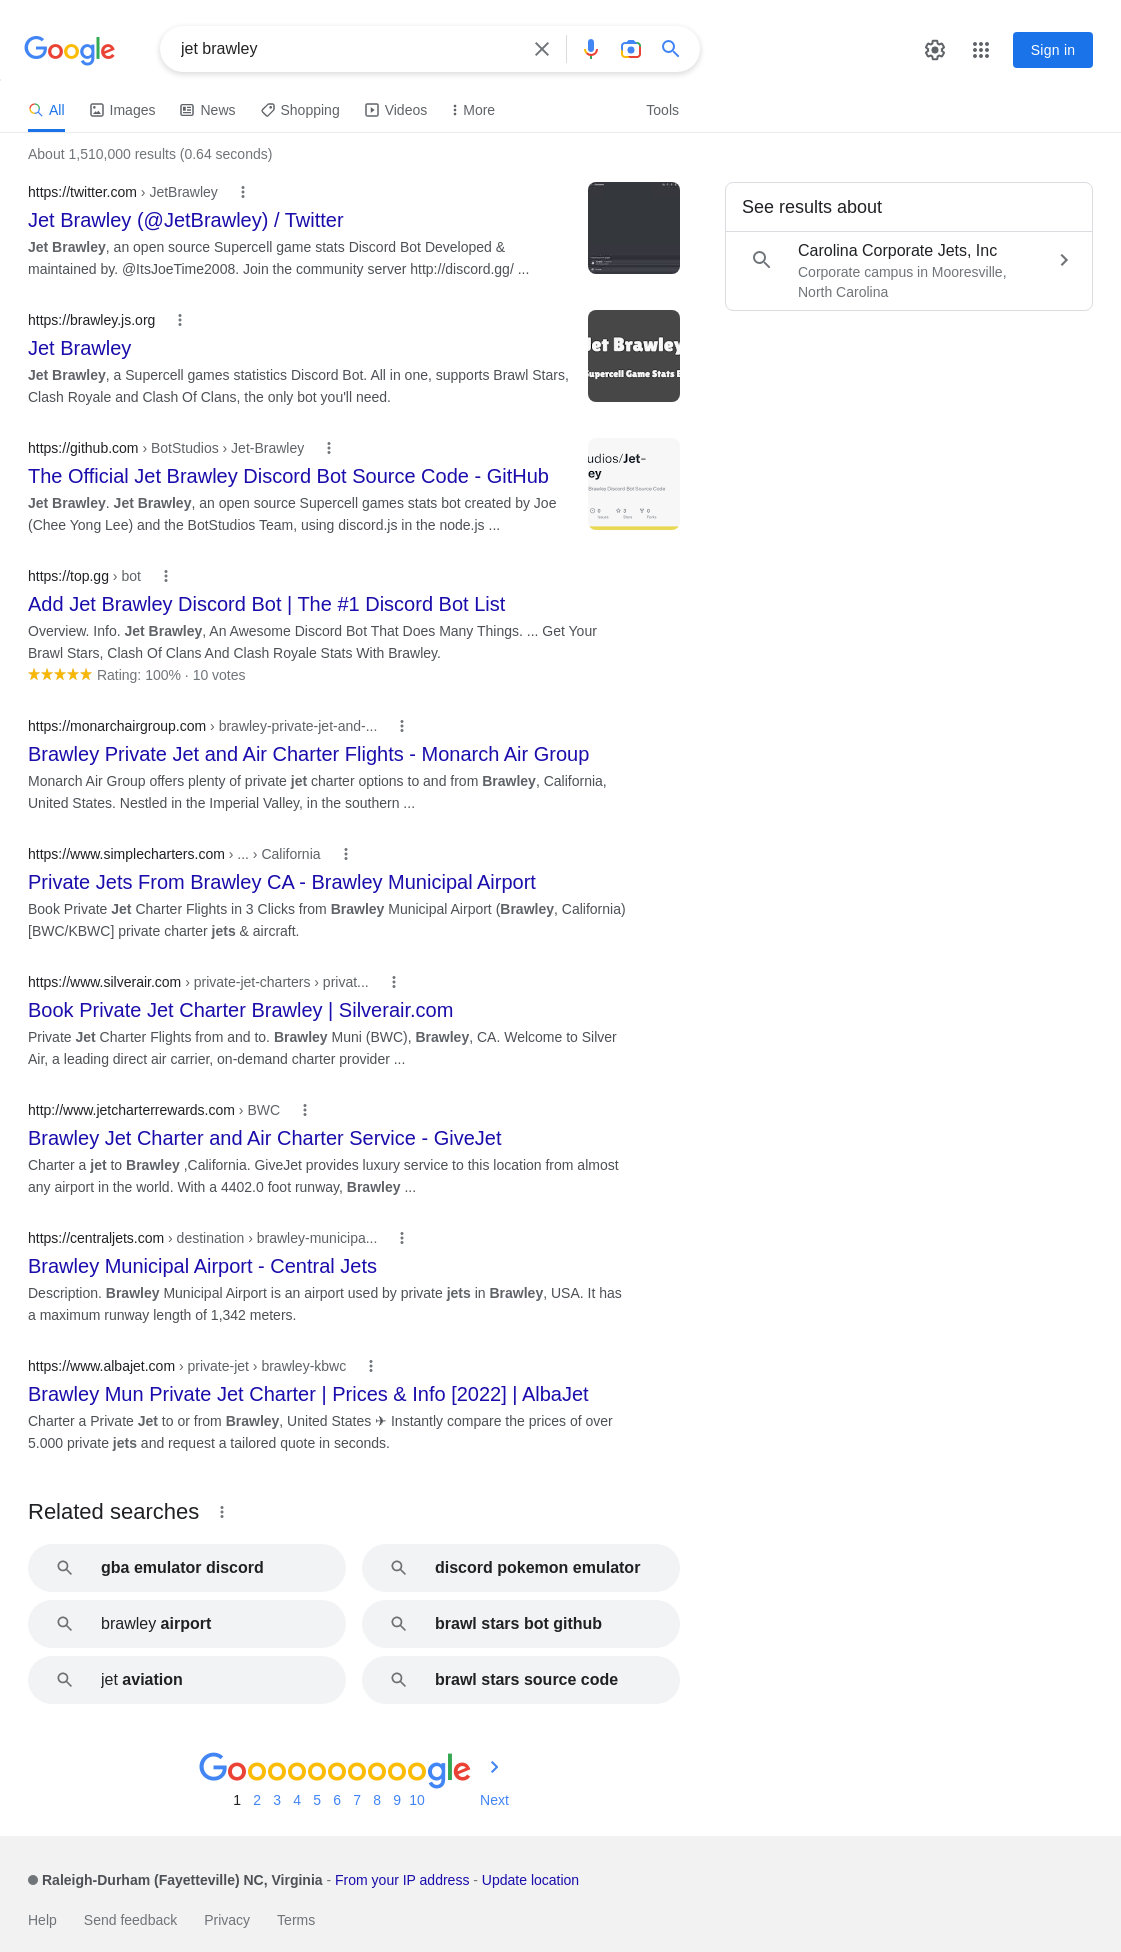 Google
jet brawley
Sign in
All
Images
News
Shopping
Videos
More
Tools
About 1,510,000 results (0.64 seconds)
https://twitter.com › JetBrawley
Jet Brawley (@JetBrawley) / Twitter
Jet Brawley, an open source Supercell game stats Discord Bot Developed &
maintained by. @ItsJoeTime2008. Join the community server http://discord.gg/ ...
https://brawley.js.org
Jet Brawley
Jet Brawley, a Supercell games statistics Discord Bot. All in one, supports Brawl Stars,
Clash Royale and Clash Of Clans, the only bot you'll need.
Jet Brawley
Supercell Game Stats B
https://github.com › BotStudios › Jet-Brawley
The Official Jet Brawley Discord Bot Source Code - GitHub
Jet Brawley. Jet Brawley, an open source Supercell games stats bot created by Joe
(Chee Yong Lee) and the BotStudios Team, using discord.js in the node.js ...
udios/Jet-
ey
Brawlea Discord Bot Source Code
0 3 0
Issues Stars Forks
https://top.gg › bot
Add Jet Brawley Discord Bot | The #1 Discord Bot List
Overview. Info. Jet Brawley, An Awesome Discord Bot That Does Many Things. ... Get Your
Brawl Stars, Clash Of Clans And Clash Royale Stats With Brawley.
Rating: 100% · 10 votes
https://monarchairgroup.com › brawley-private-jet-and-...
Brawley Private Jet and Air Charter Flights - Monarch Air Group
Monarch Air Group offers plenty of private jet charter options to and from Brawley, California,
United States. Nestled in the Imperial Valley, in the southern ...
https://www.simplecharters.com › ... › California
Private Jets From Brawley CA - Brawley Municipal Airport
Book Private Jet Charter Flights in 3 Clicks from Brawley Municipal Airport (Brawley, California)
[BWC/KBWC] private charter jets & aircraft.
https://www.silverair.com › private-jet-charters › privat...
Book Private Jet Charter Brawley | Silverair.com
Private Jet Charter Flights from and to. Brawley Muni (BWC), Brawley, CA. Welcome to Silver
Air, a leading direct air carrier, on-demand charter provider ...
http://www.jetcharterrewards.com › BWC
Brawley Jet Charter and Air Charter Service - GiveJet
Charter a jet to Brawley ,California. GiveJet provides luxury service to this location from almost
any airport in the world. With a 4402.0 foot runway, Brawley ...
https://centraljets.com › destination › brawley-municipa...
Brawley Municipal Airport - Central Jets
Description. Brawley Municipal Airport is an airport used by private jets in Brawley, USA. It has
a maximum runway length of 1,342 meters.
https://www.albajet.com › private-jet › brawley-kbwc
Brawley Mun Private Jet Charter | Prices & Info [2022] | AlbaJet
Charter a Private Jet to or from Brawley, United States ✈ Instantly compare the prices of over
5.000 private jets and request a tailored quote in seconds.
See results about
Carolina Corporate Jets, Inc
Corporate campus in Mooresville,
North Carolina
Related searches
gba emulator discord
discord pokemon emulator
brawley airport
brawl stars bot github
jet aviation
brawl stars source code
Goooooooooogle
1 2 3 4 5 6 7 8 9 10 Next
Raleigh-Durham (Fayetteville) NC, Virginia - From your IP address - Update location
Help Send feedback Privacy Terms